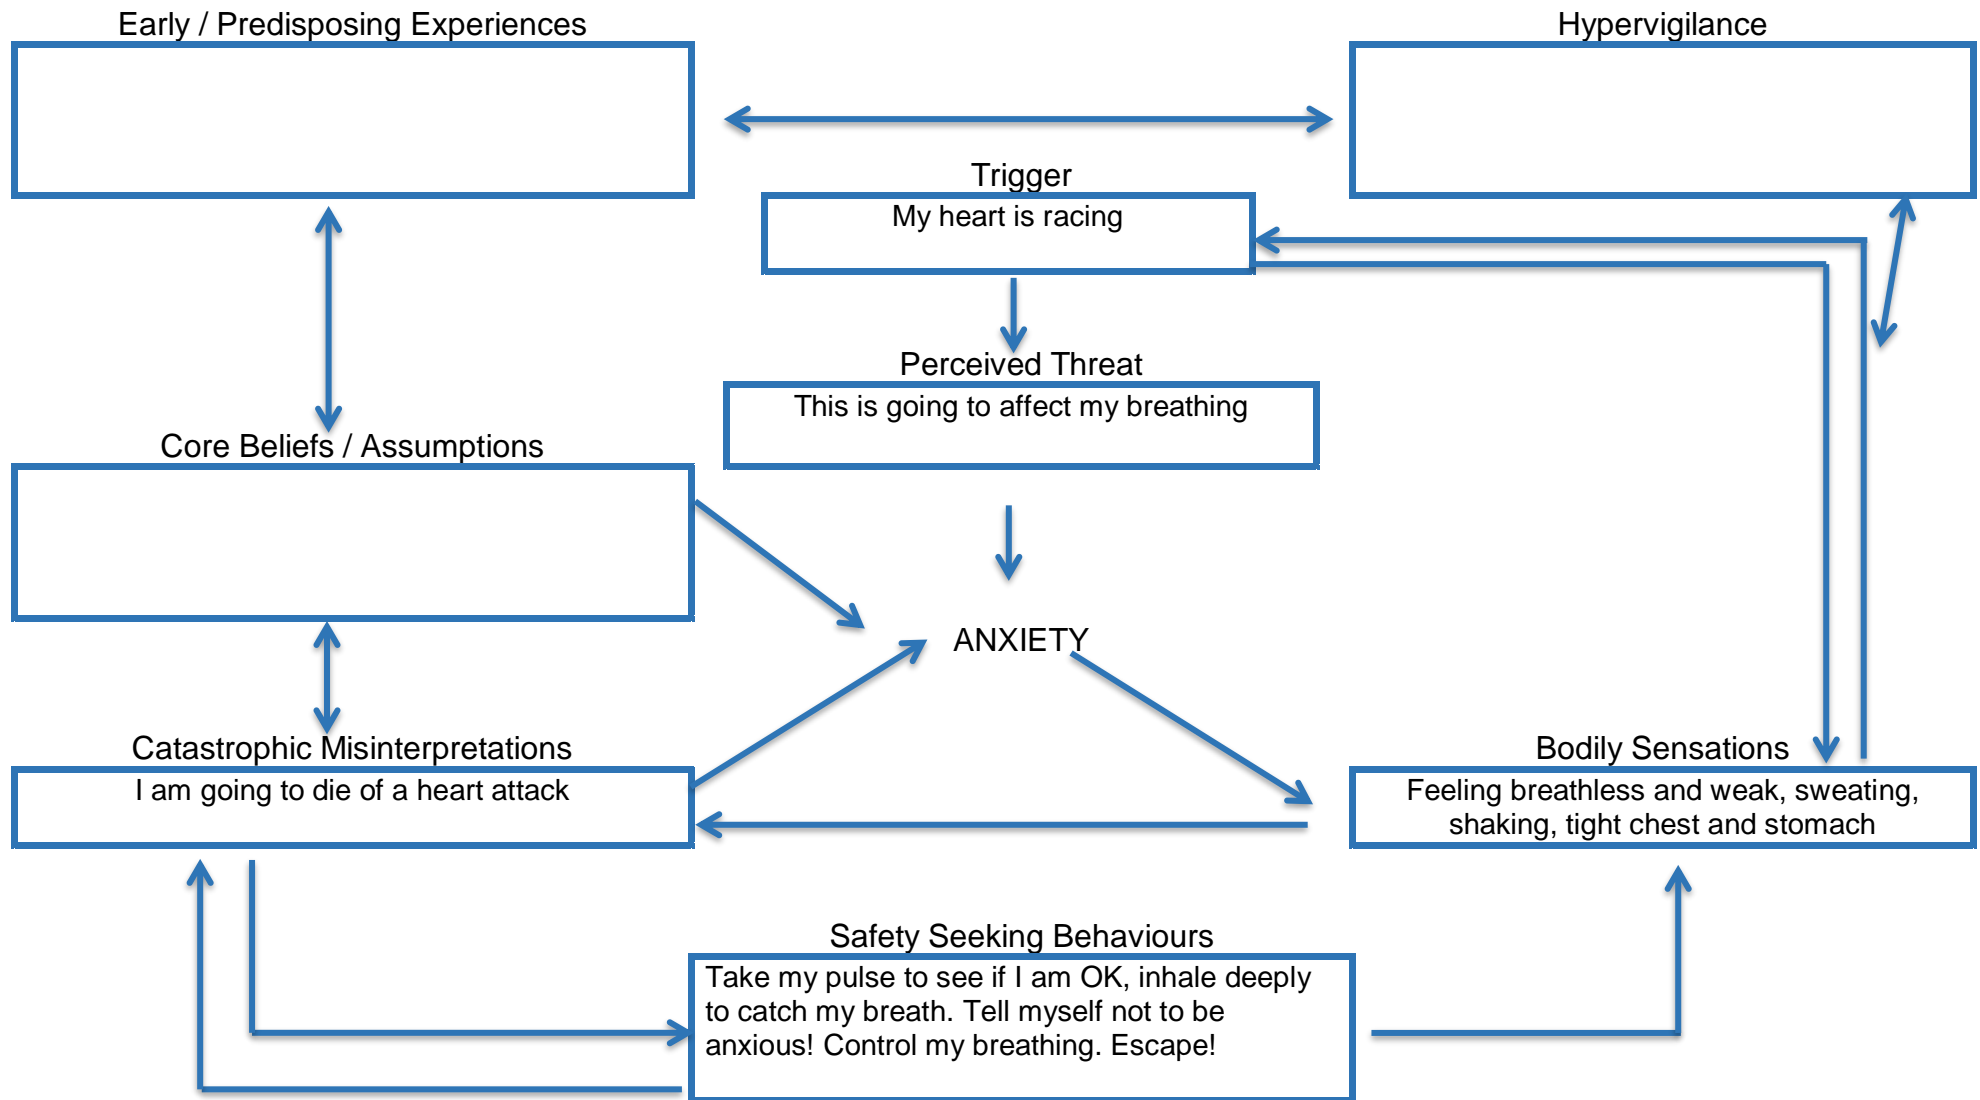 Early / Predisposing Experiences
Hypervigilance
Trigger
My heart is racing
Perceived Threat
This is going to affect my breathing
Core Beliefs / Assumptions
ANXIETY
Catastrophic Misinterpretations
I am going to die of a heart attack
Bodily Sensations
Feeling breathless and weak, sweating,
shaking, tight chest and stomach
Safety Seeking Behaviours
Take my pulse to see if I am OK, inhale deeply
to catch my breath. Tell myself not to be
anxious! Control my breathing. Escape!